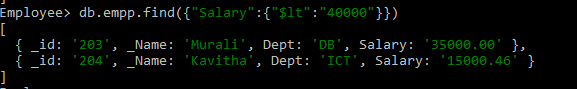 Employee> db.empp.find({"Salary":{"$lt":"40000"}})
[
  { _id: '203', _Name: 'Murali', Dept: 'DB', Salary: '35000.00' },
  { _id: '204', _Name: 'Kavitha', Dept: 'ICT', Salary: '15000.46' }
]